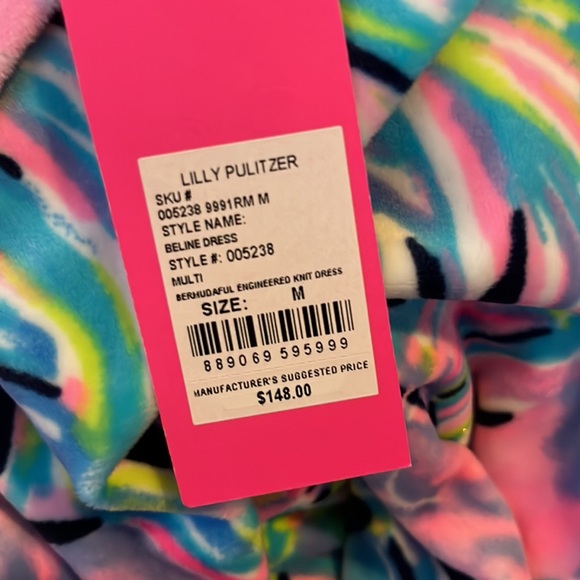 LILLY PULITZER
SKU #
005238 9991RM M
STYLE NAME:
BELINE DRESS
STYLE #: 005238
MULTI
BERMUDAFUL ENGINEERED KNIT DRESS
SIZE: M
889069 595999
MANUFACTURER'S SUGGESTED PRICE
$148.00